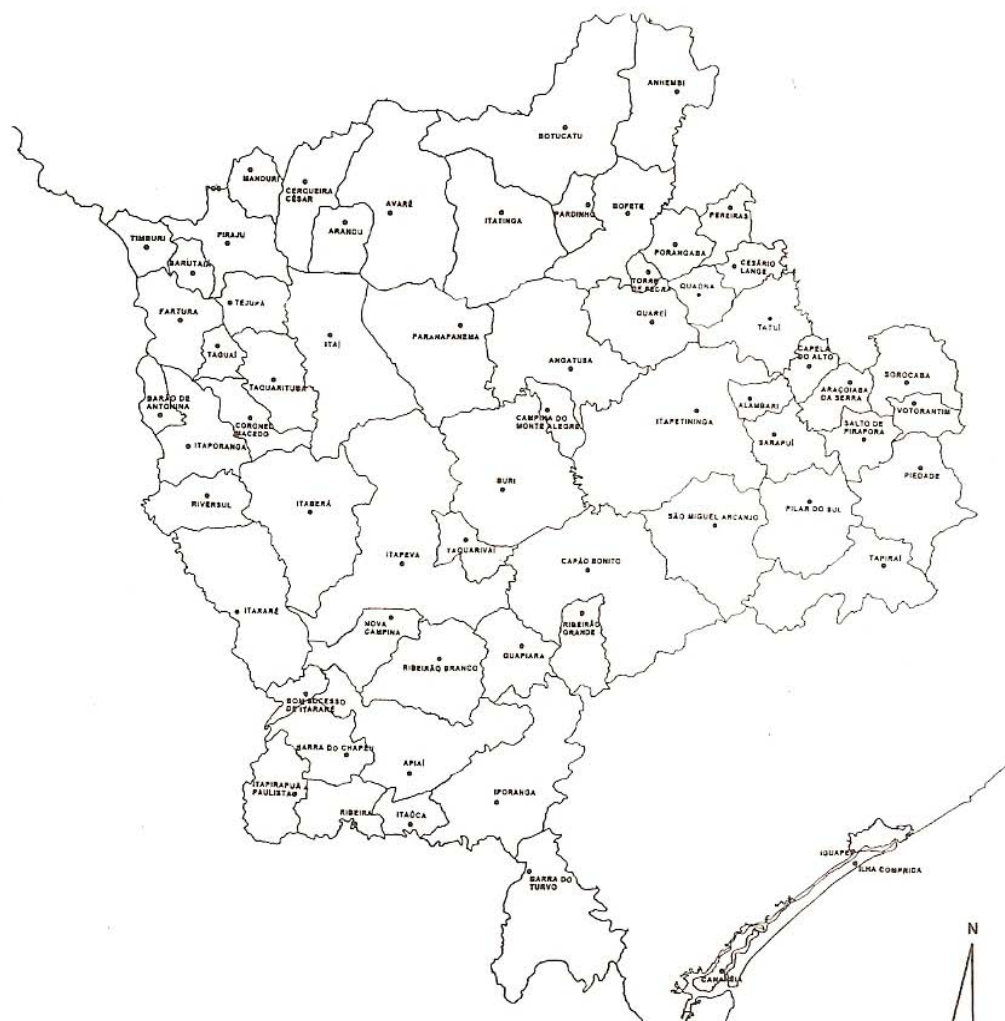 ANHEMBI
BOTUCATU
MANDURI
CERQUEIRA
CÉSAR
AVARÉ
ITATINGA
PARDINHO
BOFETE
PEREIRAS
ARANDU
TIMBURI
PIRAJU
SARUTAIÁ
PORANGABA
CESÁRIO
LANGE
TORRE
DE PEDRA
QUADRA
TEJUPÁ
FARTURA
ITAÍ
PARANAPANEMA
GUAREÍ
TATUÍ
TAGUAÍ
ANGATUBA
CAPELA
DO ALTO
TAQUARITUBA
SOROCABA
ARAÇOIABA
DA SERRA
BARÃO DE
ANTONINA
ALAMBARI
VOTORANTIM
CAMPINA DO
MONTE ALEGRE
ITAPETININGA
CORONEL
MACEDO
SALTO DE
PIRAPORA
ITAPORANGA
SARAPUÍ
PIEDADE
BURI
RIVERSUL
ITABERÁ
SÃO MIGUEL ARCANJO
PILAR DO SUL
ITAPEVA
TAQUARIVAÍ
CAPÃO BONITO
TAPIRAÍ
ITARARÉ
NOVA
CAMPINA
RIBEIRÃO
GRANDE
RIBEIRÃO BRANCO
GUAPIARA
BOM SUCESSO
DE ITARARÉ
BARRA DO CHAPÉU
APIAÍ
ITAPIRAPUÃ
PAULISTA
IPORANGA
RIBEIRA
ITAÓCA
IGUAPE
ILHA COMPRIDA
BARRA DO
TURVO
N
CANANÉIA